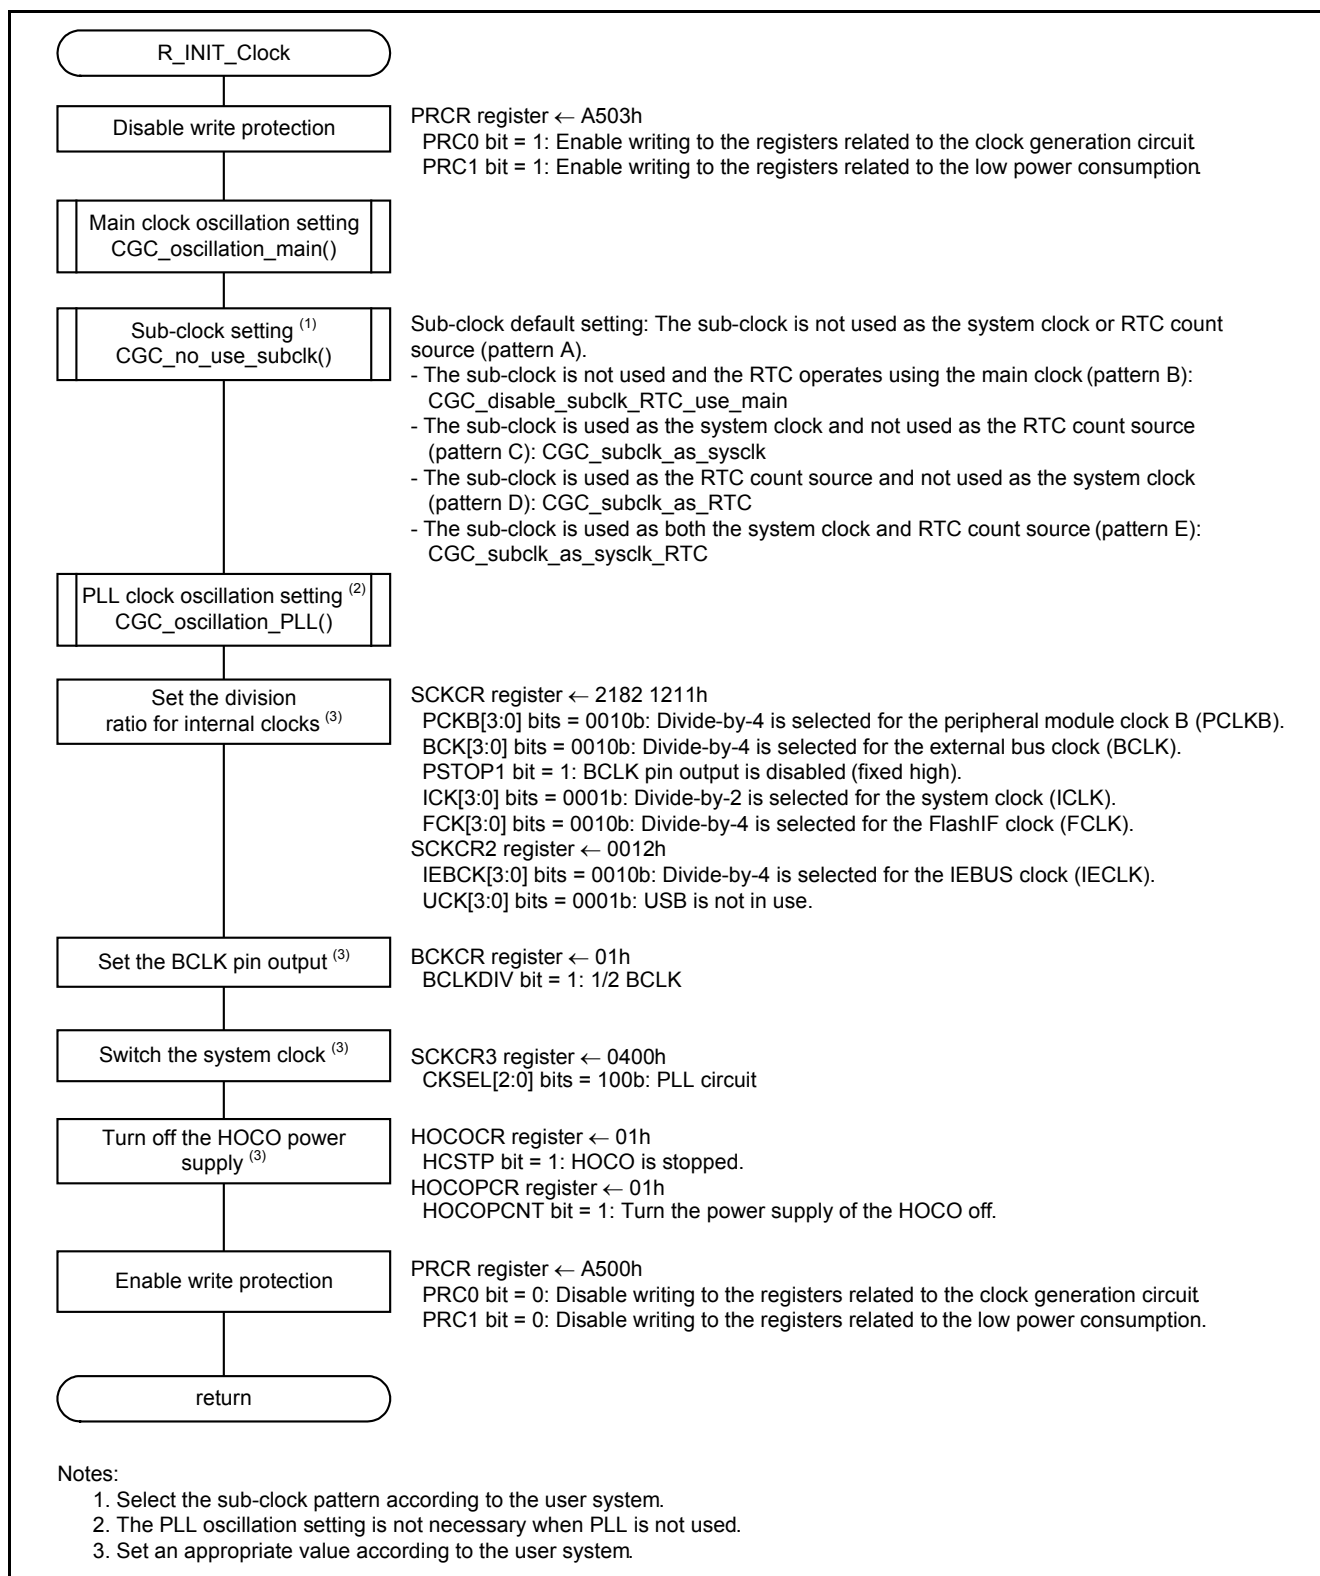 R_INIT_Clock
Disable write protection
PRCR register ← A503h
PRC0 bit = 1: Enable writing to the registers related to the clock generation circuit
PRC1 bit = 1: Enable writing to the registers related to the low power consumption.
Main clock oscillation setting
CGC_oscillation_main()
Sub-clock setting (1)
CGC_no_use_subclk()
Sub-clock default setting: The sub-clock is not used as the system clock or RTC count
source (pattern A).
- The sub-clock is not used and the RTC operates using the main clock (pattern B):
CGC_disable_subclk_RTC_use_main
- The sub-clock is used as the system clock and not used as the RTC count source
(pattern C): CGC_subclk_as_sysclk
- The sub-clock is used as the RTC count source and not used as the system clock
(pattern D): CGC_subclk_as_RTC
- The sub-clock is used as both the system clock and RTC count source (pattern E):
CGC_subclk_as_sysclk_RTC
PLL clock oscillation setting (2)
CGC_oscillation_PLL()
Set the division
ratio for internal clocks (3)
SCKCR register ← 2182 1211h
PCKB[3:0] bits = 0010b: Divide-by-4 is selected for the peripheral module clock B (PCLKB).
BCK[3:0] bits = 0010b: Divide-by-4 is selected for the external bus clock (BCLK).
PSTOP1 bit = 1: BCLK pin output is disabled (fixed high).
ICK[3:0] bits = 0001b: Divide-by-2 is selected for the system clock (ICLK).
FCK[3:0] bits = 0010b: Divide-by-4 is selected for the FlashIF clock (FCLK).
SCKCR2 register ← 0012h
IEBCK[3:0] bits = 0010b: Divide-by-4 is selected for the IEBUS clock (IECLK).
UCK[3:0] bits = 0001b: USB is not in use.
Set the BCLK pin output (3)
BCKCR register ← 01h
BCLKDIV bit = 1: 1/2 BCLK
Switch the system clock (3)
SCKCR3 register ← 0400h
CKSEL[2:0] bits = 100b: PLL circuit
Turn off the HOCO power
supply (3)
HOCOCR register ← 01h
HCSTP bit = 1: HOCO is stopped.
HOCOPCR register ← 01h
HOCOPCNT bit = 1: Turn the power supply of the HOCO off.
Enable write protection
PRCR register ← A500h
PRC0 bit = 0: Disable writing to the registers related to the clock generation circuit
PRC1 bit = 0: Disable writing to the registers related to the low power consumption.
return
Notes:
1. Select the sub-clock pattern according to the user system.
2. The PLL oscillation setting is not necessary when PLL is not used.
3. Set an appropriate value according to the user system.